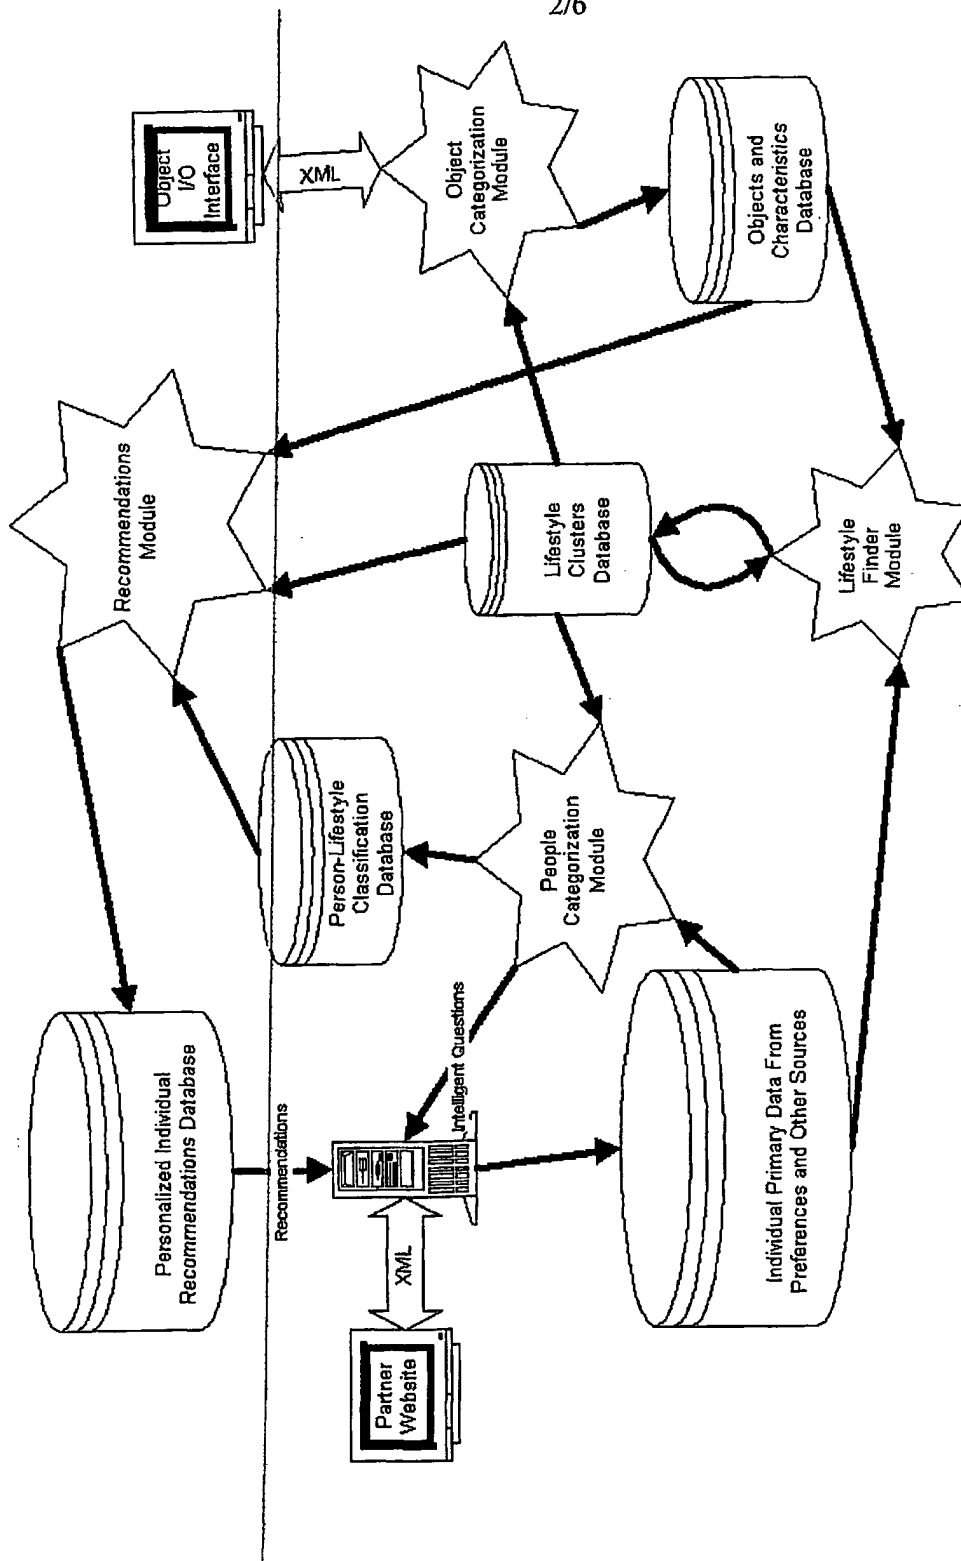 2/6
Object
I/O
Interface
XML
Object
Categorization
Module
Objects and
Characteristics
Database
Recommendations
Module
Lifestyle
Clusters
Database
Lifestyle
Finder
Module
Person-Lifestyle
Classification
Database
People
Categorization
Module
Personalized Individual
Recommendations Database
Recommendations
Intelligent Questions
XML
Partner
Website
Individual Primary Data From
Preferences and Other Sources